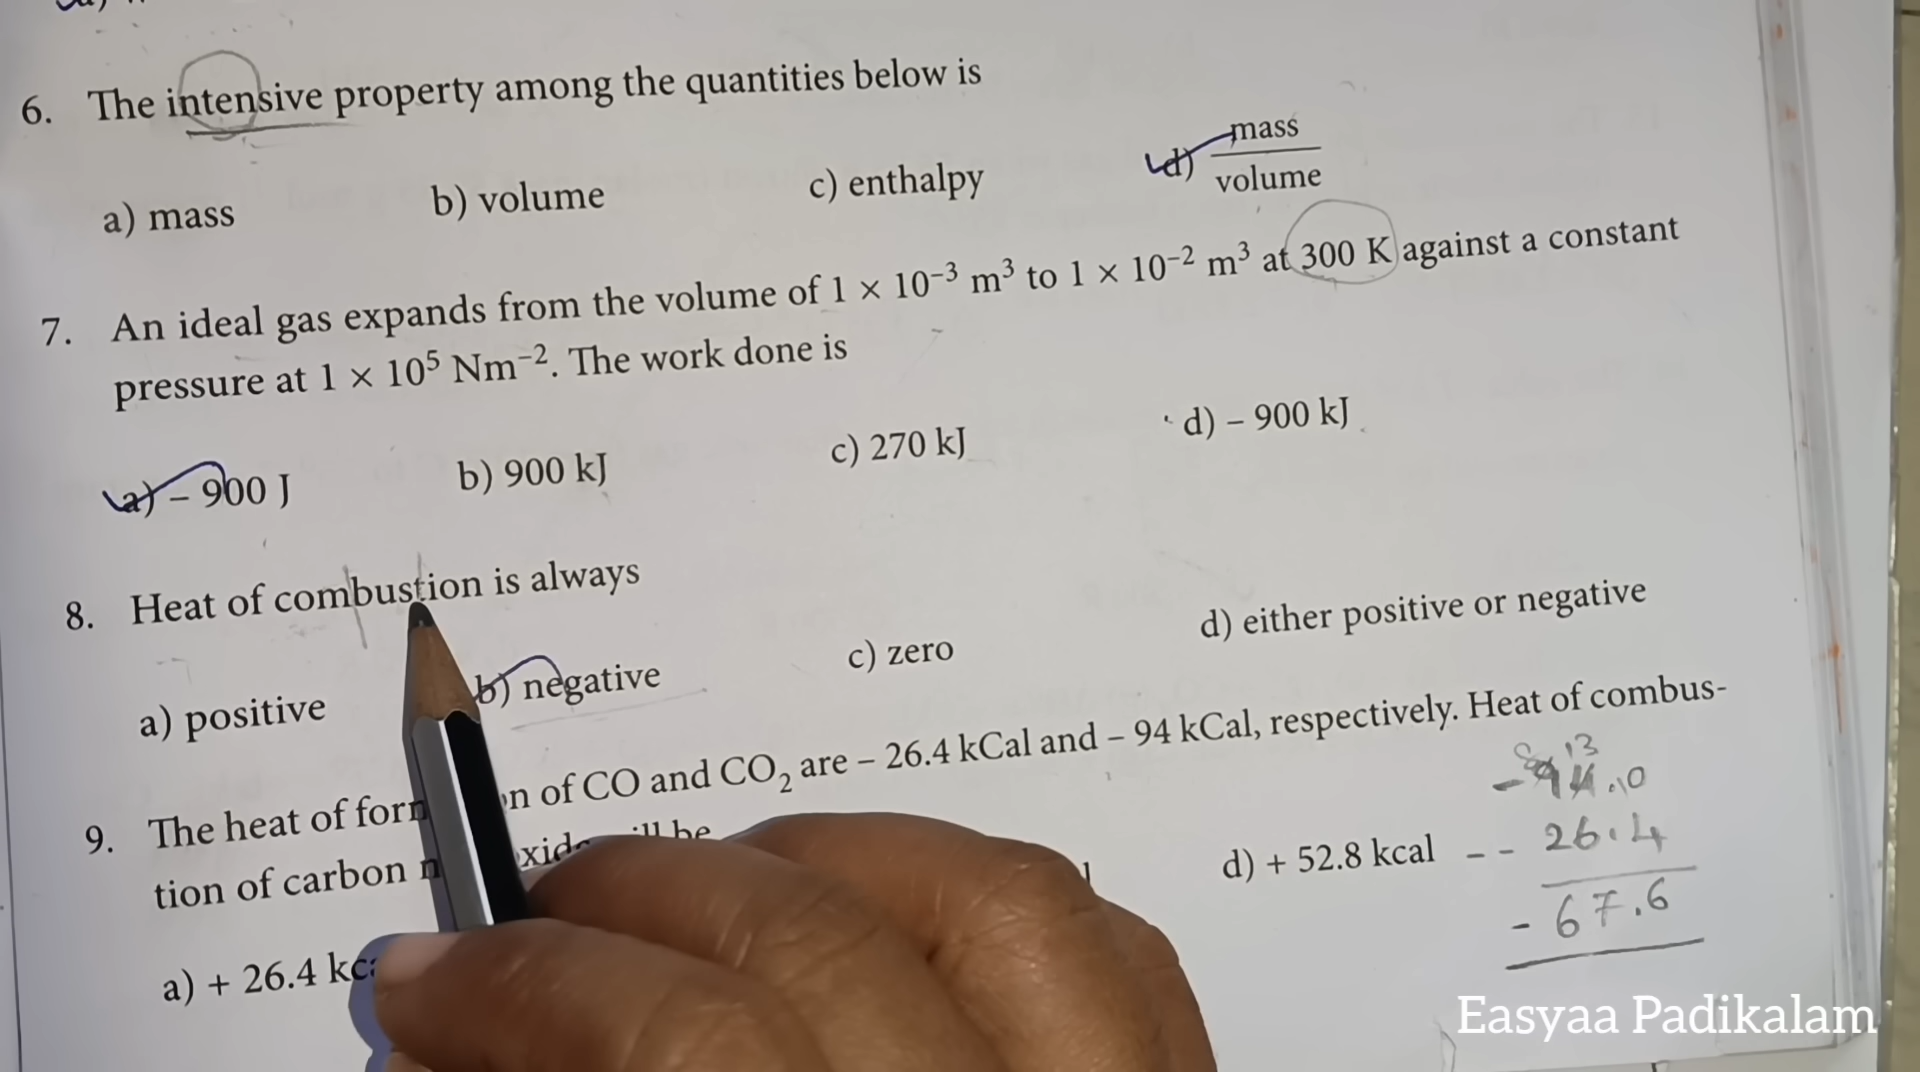 6. The intensive property among the quantities below is
a) mass b) volume c) enthalpy d) mass/volume
7. An ideal gas expands from the volume of 1 × 10⁻³ m³ to 1 × 10⁻² m³ at 300 K against a constant
pressure at 1 × 10⁵ Nm⁻². The work done is
a) – 900 J b) 900 kJ c) 270 kJ d) – 900 kJ
8. Heat of combustion is always
a) positive b) negative c) zero d) either positive or negative
9. The heat of of CO and CO₂ are – 26.4 kCal and – 94 kCal, respectively. Heat of combus-
tion of carbon be
a) + 26.4 d) + 52.8 kcal
8 13
- 94.0
- - 26.4
- 67.6
Easyaa Padikalam